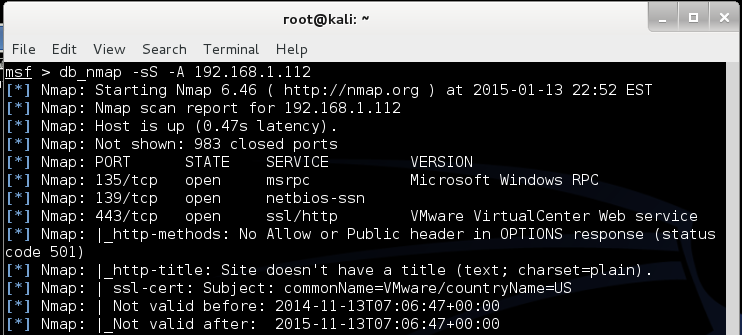 root@kali: ~
File Edit View Search Terminal Help
msf > db_nmap -sS -A 192.168.1.112
[*] Nmap: Starting Nmap 6.46 ( http://nmap.org ) at 2015-01-13 22:52 EST
[*] Nmap: Nmap scan report for 192.168.1.112
[*] Nmap: Host is up (0.47s latency).
[*] Nmap: Not shown: 983 closed ports
[*] Nmap: PORT STATE SERVICE VERSION
[*] Nmap: 135/tcp open msrpc Microsoft Windows RPC
[*] Nmap: 139/tcp open netbios-ssn
[*] Nmap: 443/tcp open ssl/http VMware VirtualCenter Web service
[*] Nmap: |_http-methods: No Allow or Public header in OPTIONS response (status
code 501)
[*] Nmap: |_http-title: Site doesn't have a title (text; charset=plain).
[*] Nmap: | ssl-cert: Subject: commonName=VMware/countryName=US
[*] Nmap: | Not valid before: 2014-11-13T07:06:47+00:00
[*] Nmap: |_Not valid after: 2015-11-13T07:06:47+00:00